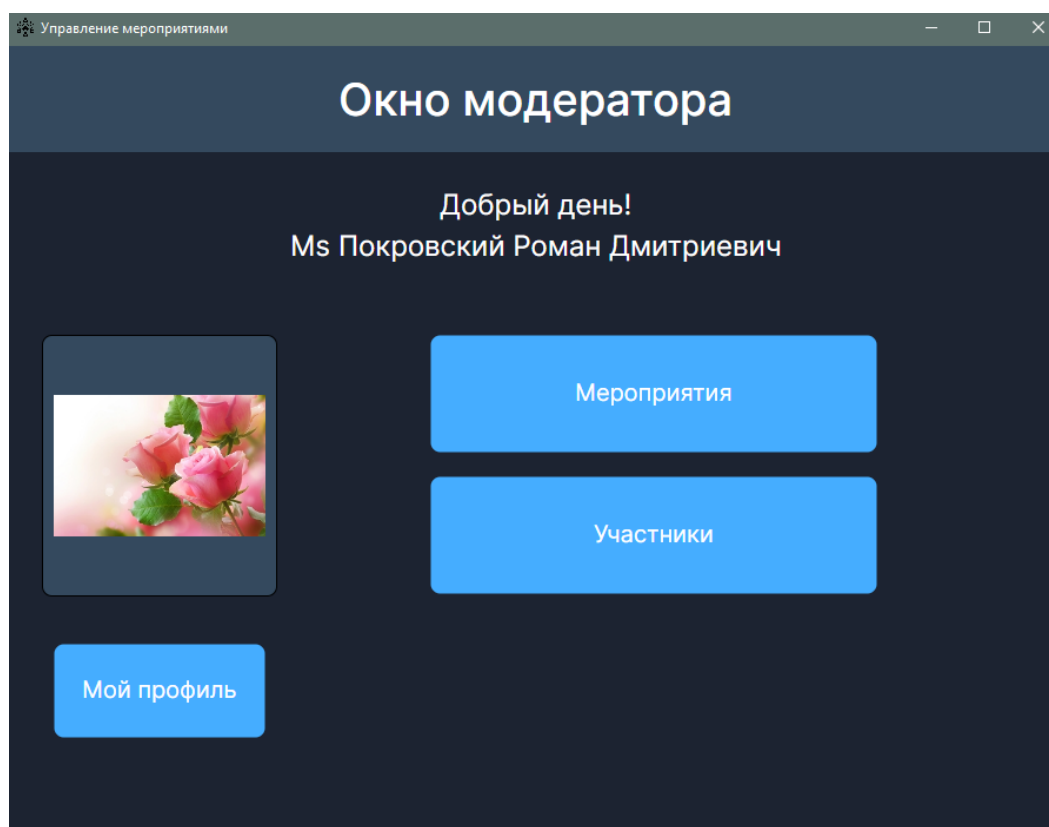 Управление мероприятиями
Окно модератора
Добрый день!
Ms Покровский Роман Дмитриевич
Мероприятия
Участники
Мой профиль